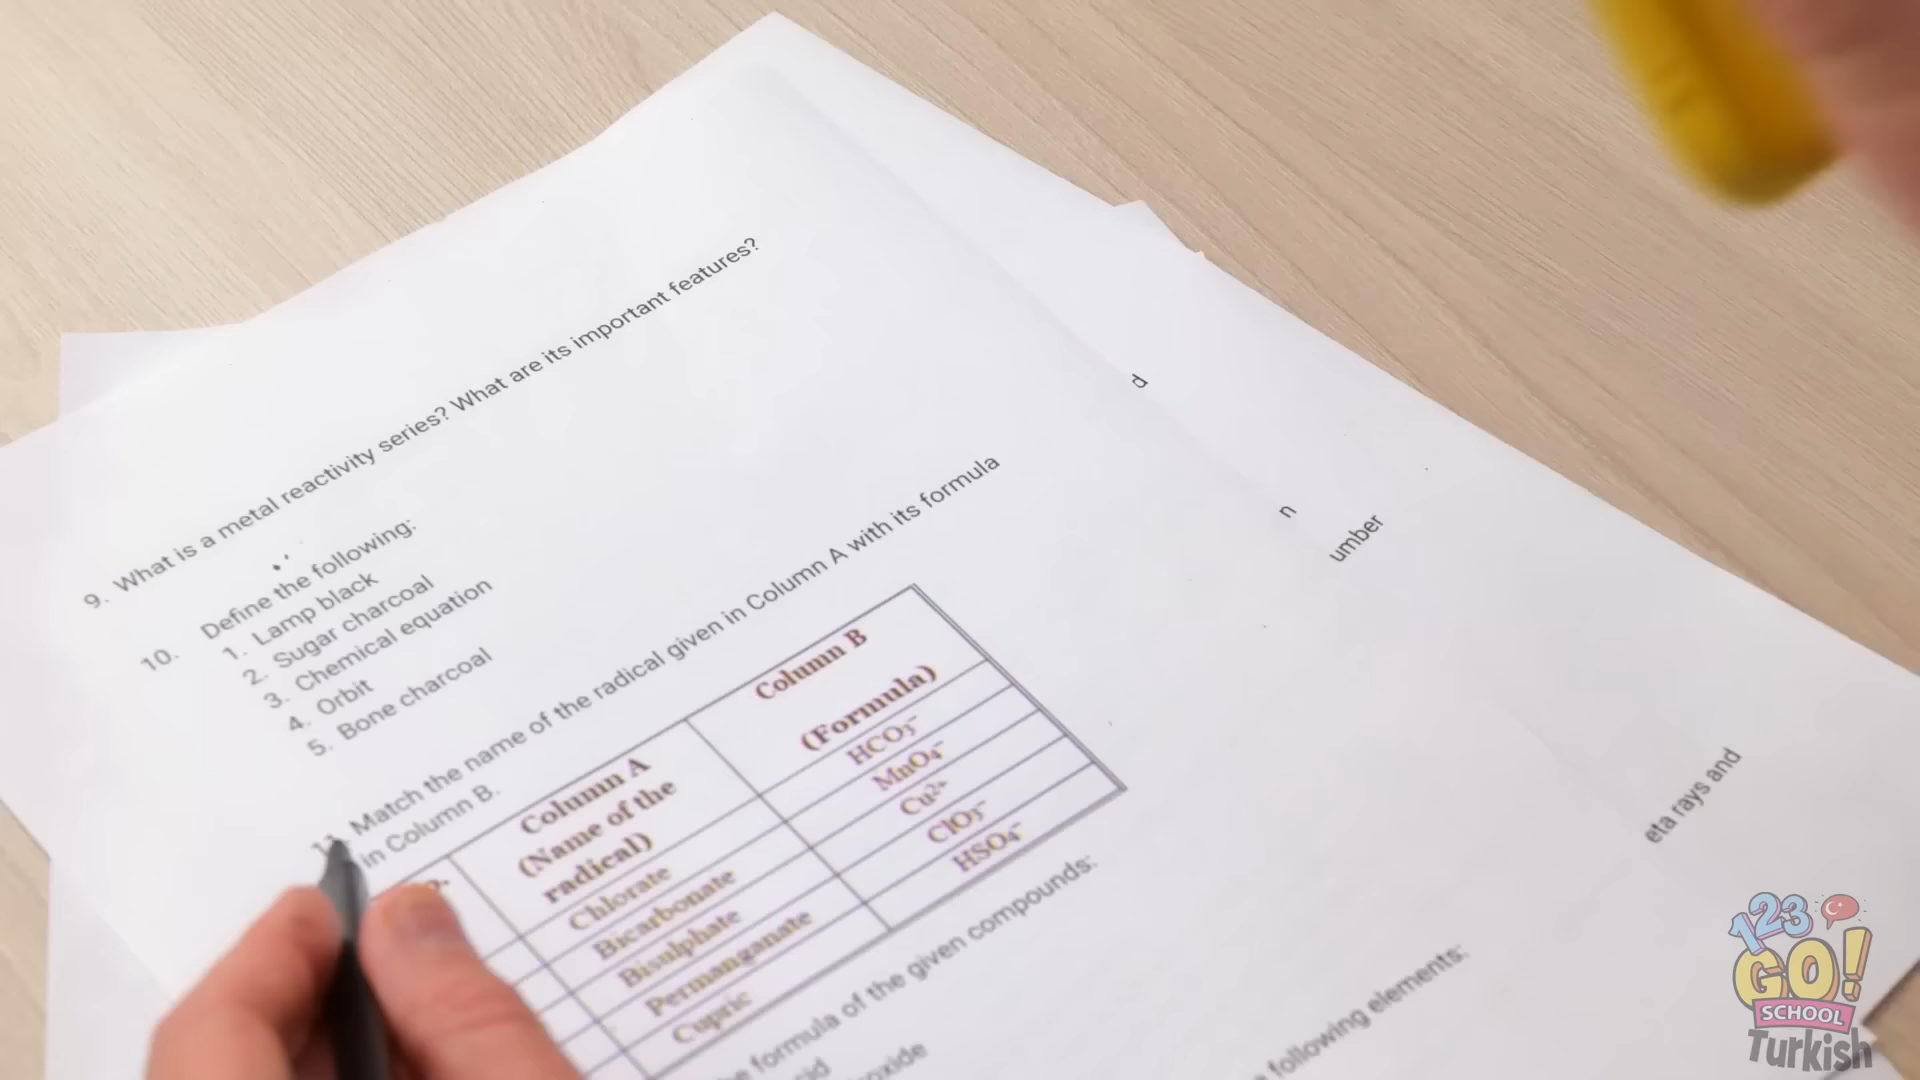 9. What is a metal reactivity series? What are its important features?
10. Define the following:
1. Lamp black
2. Sugar charcoal
3. Chemical equation
4. Orbit
5. Bone charcoal
Match the name of the radical given in Column A with its formula
in Column B.
Column A
(Name of the
radical)
Column B
(Formula)
Chlorate
HCO₃⁻
Bicarbonate
MnO₄⁻
Bisulphate
Cu²⁺
Permanganate
ClO₃⁻
Cupric
HSO₄⁻
formula of the given compounds:
following elements:
d
n
umber
eta rays and
123
GO!
SCHOOL
Turkish